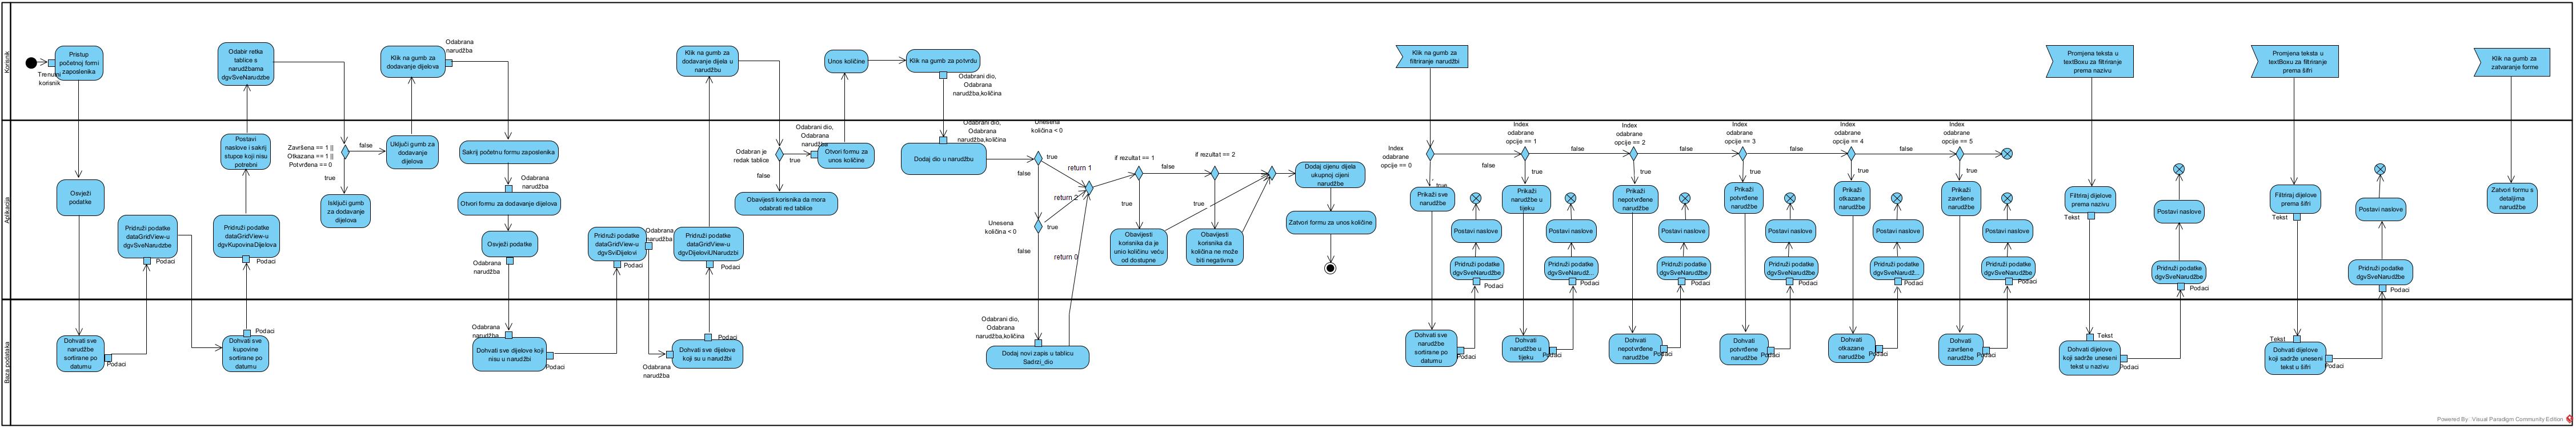 Korisnik
Trenutni
korisnik
Pristup
početnoj formi
zaposlenika
Odabir retka
tablice s
narudžbama
dgvSveNarudzbe
Klik na gumb za
dodavanje dijelova
Odabrana
narudžba
Klik na gumb za
dodavanje dijela u
narudžbu
Unos količine
Klik na gumb za potvrdu
Odabrani dio,
Odabrana
narudžba,količina
Klik na gumb za
filtriranje narudžbi
Promjena teksta u
textBoxu za filtriranje
prema nazivu
Promjena teksta u
textBoxu za filtriranje
prema šifri
Klik na gumb za
zatvaranje forme
Aplikacija
Osvježi
podatke
Pridruži podatke
dataGridView-u
dgvSveNarudzbe
Podaci
Postavi
naslove i sakrij
stupce koji nisu
potrebni
Pridruži podatke
dataGridView-u
dgvKupovinaDijelova
Podaci
Završena == 1 ||
Otkazana == 1 ||
Potvrđena == 0
false
true
Uključi gumb za
dodavanje
dijelova
Isključi gumb
za dodavanje
dijelova
Sakrij početnu formu zaposlenika
Odabrana
narudžba
Otvori formu za dodavanje dijelova
Osvježi podatke
Odabrana
narudžba
Pridruži podatke
dataGridView-u
dgvSviDijelovi
Podaci
Odabrana
narudžba
Pridruži podatke
dataGridView-u
dgvDijeloviUNarudzbi
Podaci
Odabran je
redak tablice
true
false
Odabrani dio,
Odabrana
narudžba
Otvori formu za
unos količine
Obavijesti korisnika da mora
odabrati red tablice
Odabrani dio,
Odabrana
narudžba,količina
Dodaj dio u narudžbu
Unesena
količina < 0
true
false
return 1
Unesena
količina < 0
true
false
return 2
return 0
if rezultat == 1
false
true
Obavijesti
korisnika da je
unio količinu veću
od dostupne
if rezultat == 2
true
Obavijesti
korisnika da
količina ne može
biti negativna
Dodaj cijenu dijela
ukupnoj cijeni
narudžbe
Zatvori formu za unos količine
Index
odabrane
opcije == 0
false
true
Prikaži sve
narudžbe
Postavi naslove
Pridruži podatke
dgvSveNarudžbe
Podaci
Index
odabrane
opcije == 1
false
true
Prikaži
narudžbe u
tijeku
Postavi naslove
Pridruži podatke
dgvSveNarudž...
Podaci
Index
odabrane
opcije == 2
false
true
Prikaži
nepotvrđene
narudžbe
Postavi naslove
Pridruži podatke
dgvSveNarudžbe
Podaci
Index
odabrane
opcije == 3
false
true
Prikaži
potvrđene
narudžbe
Postavi naslove
Pridruži podatke
dgvSveNarudžbe
Podaci
Index
odabrane
opcije == 4
false
true
Prikaži
otkazane
narudžbe
Postavi naslove
Pridruži podatke
dgvSveNarudž...
Podaci
Index
odabrane
opcije == 5
true
Prikaži
završene
narudžbe
Postavi naslove
Pridruži podatke
dgvSveNarudžbe
Podaci
Filtriraj dijelove
prema nazivu
Tekst
Postavi naslove
Pridruži podatke
dgvSveNarudžbe
Podaci
Filtriraj dijelove
prema šifri
Tekst
Postavi naslove
Pridruži podatke
dgvSveNarudžbe
Podaci
Zatvori formu s
detaljima
narudžbe
Baza podataka
Dohvati sve
narudžbe
sortirane po
datumu
Podaci
Podaci
Dohvati sve
kupovine
sortirane po
datumu
Odabrana
narudžba
Dohvati sve dijelove koji
nisu u narudžbi
Podaci
Odabrana
narudžba
Podaci
Dohvati sve dijelove
koji su u narudžbi
Odabrani dio,
Odabrana
narudžba,količina
Dodaj novi zapis u tablicu
Sadrzi_dio
Dohvati sve
narudžbe
sortirane po
datumu
Podaci
Dohvati
narudžbe u
tijeku
Podaci
Dohvati
nepotvrđene
narudžbe
Podaci
Dohvati
potvrđene
narudžbe
Podaci
Dohvati
otkazane
narudžbe
Podaci
Dohvati
završene
narudžbe
Podaci
Tekst
Dohvati dijelove
koji sadrže uneseni
tekst u nazivu
Podaci
Tekst
Dohvati dijelove
koji sadrže uneseni
tekst u šifri
Podaci
Powered By Visual Paradigm Community Edition